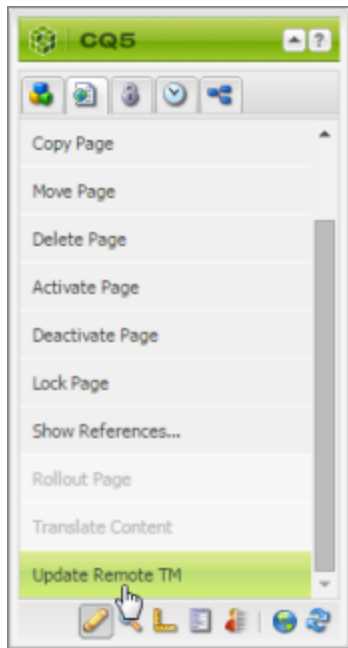 CQ5
?
Copy Page
Move Page
Delete Page
Activate Page
Deactivate Page
Lock Page
Show References...
Rollout Page
Translate Content
Update Remote TM